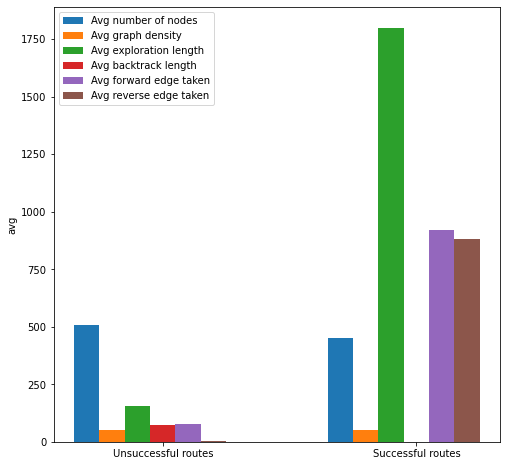 Avg number of nodes
Avg graph density
Avg exploration length
Avg backtrack length
Avg forward edge taken
Avg reverse edge taken
avg
1750
1500
1250
1000
750
500
250
0
Unsuccessful routes
Successful routes